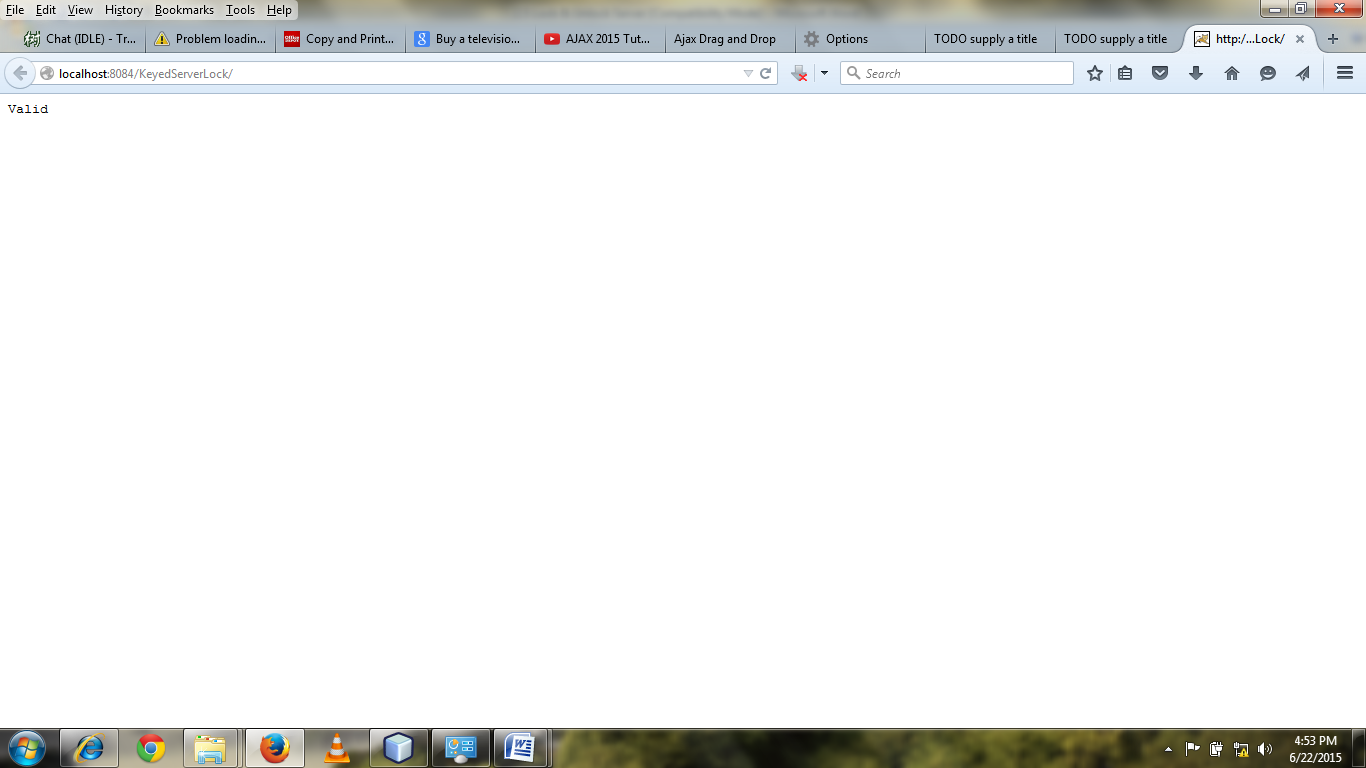 File Edit View History Bookmarks Tools Help
Chat (IDLE) - Tr... Problem loadin... Copy and Print... Buy a televisio... AJAX 2015 Tut... Ajax Drag and Drop Options TODO supply a title TODO supply a title http:/...Lock/
localhost:8084/KeyedServerLock/ Search
Valid
4:53 PM
6/22/2015